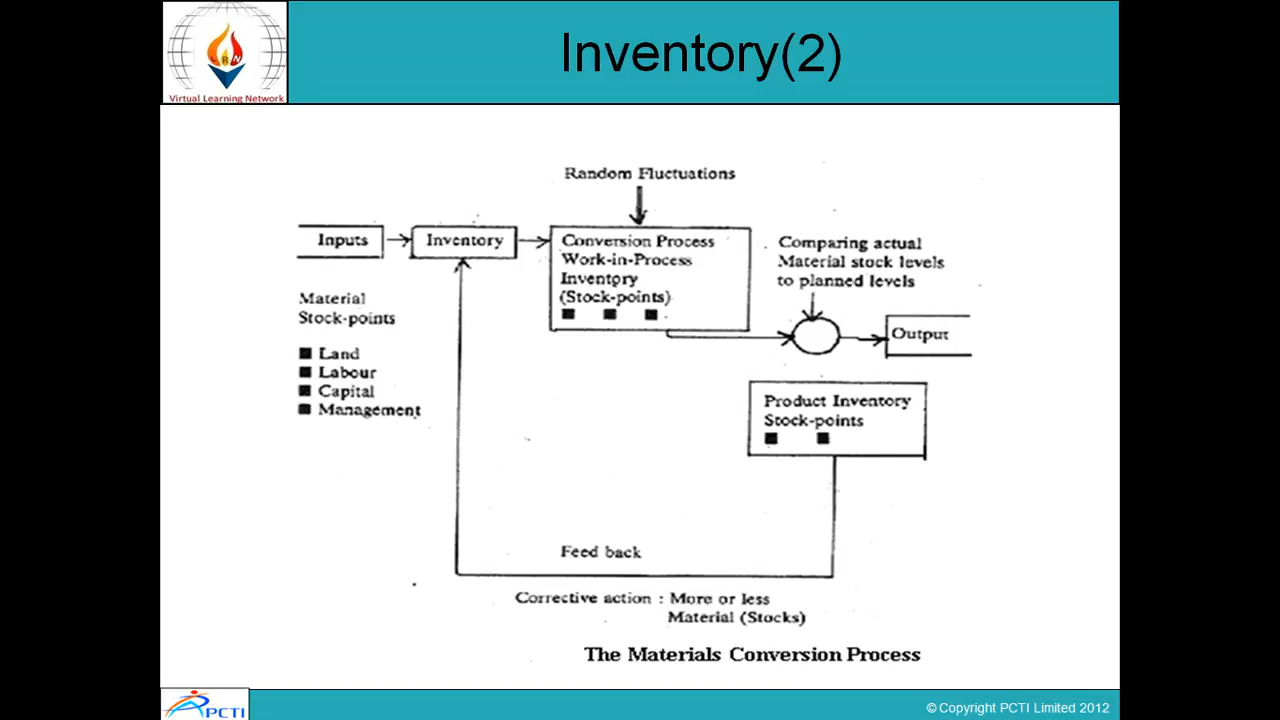 Inventory(2)
LRN
Virtual Learning Network
Random Fluctuations
Inputs
Inventory
Conversion Process
Work-in-Process
Inventory
(Stock-points)
Comparing actual
Material stock levels
to planned levels
Output
Material
Stock-points
Land
Labour
Capital
Management
Product Inventory
Stock-points
Feed back
Corrective action : More or less
Material (Stocks)
The Materials Conversion Process
PCTI
© Copyright PCTI Limited 2012